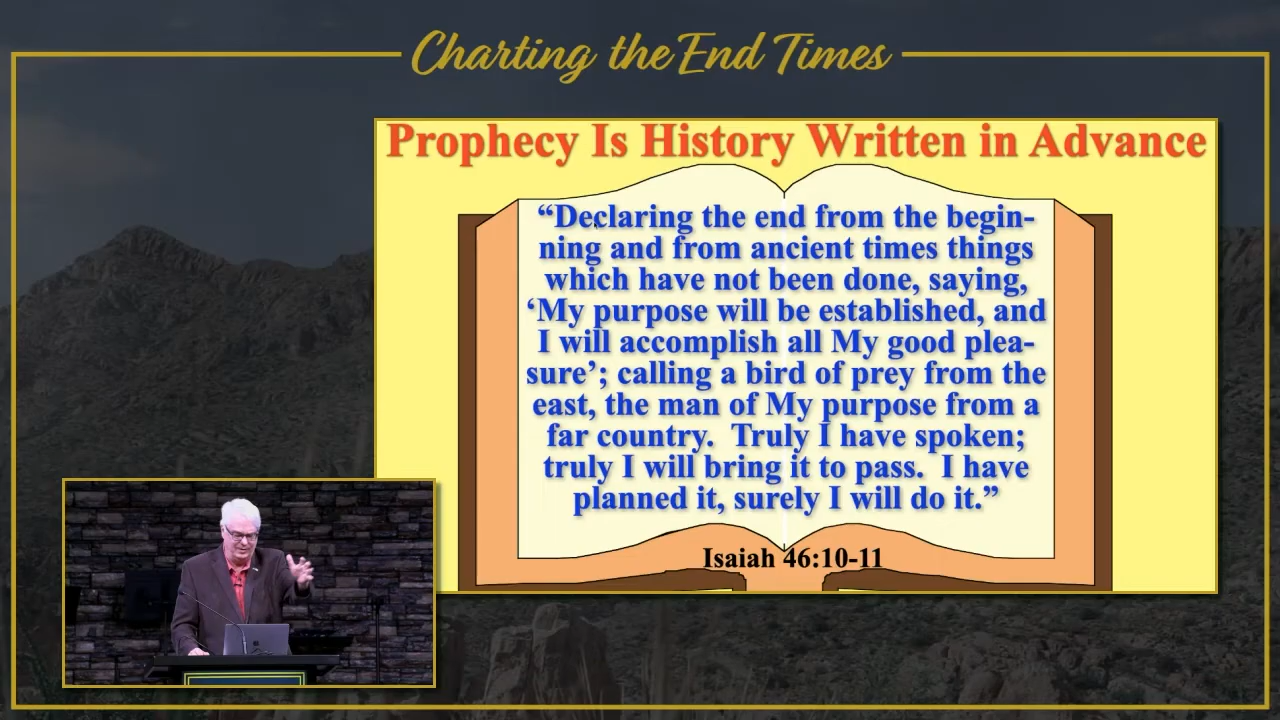 Charting the End Times
Prophecy Is History Written in Advance
“Declaring the end from the begin-
ning and from ancient times things
which have not been done, saying,
‘My purpose will be established, and
I will accomplish all My good plea-
sure’; calling a bird of prey from the
east, the man of My purpose from a
far country.  Truly I have spoken;
truly I will bring it to pass.  I have
planned it, surely I will do it.”
Isaiah 46:10-11